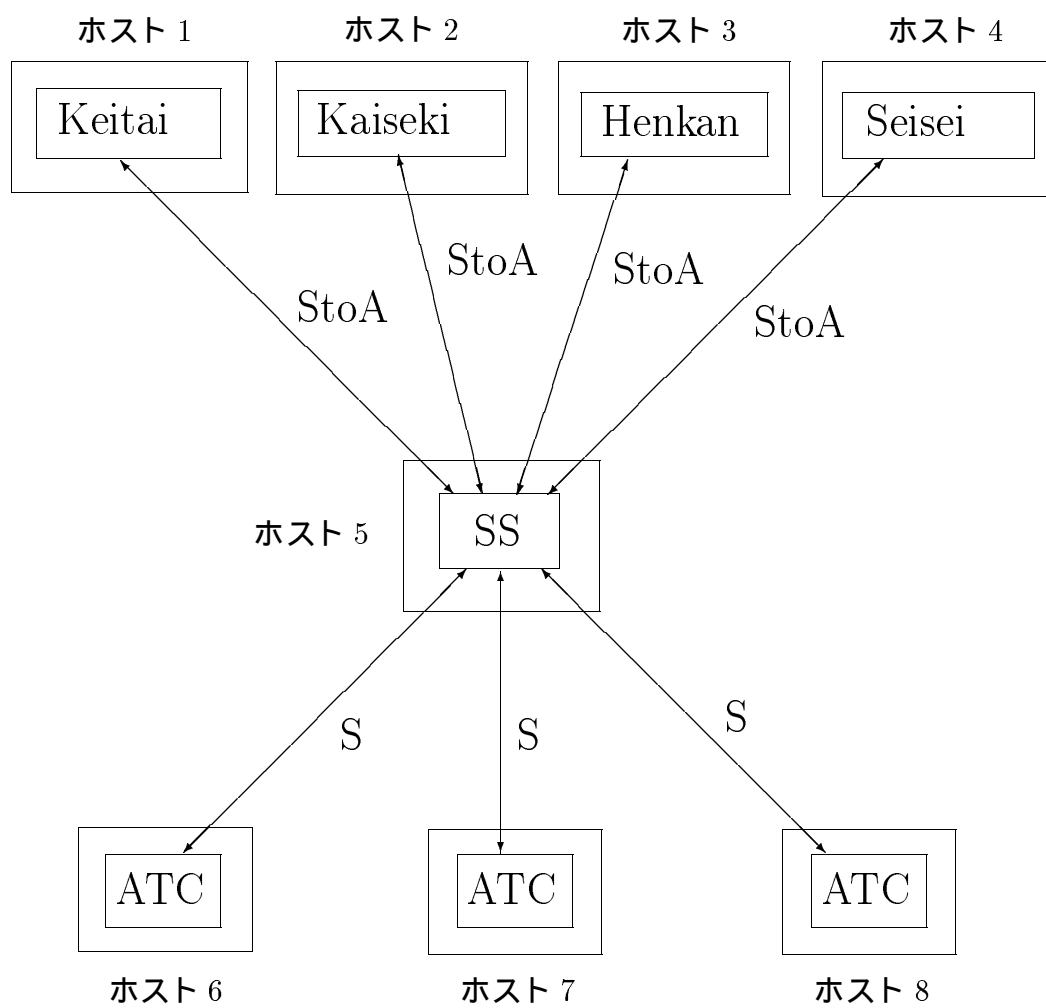 ホスト 1 ホスト 2 ホスト 3 ホスト 4
Keitai Kaiseki Henkan Seisei
StoA StoA StoA StoA
ホスト 5 SS
S S S
ATC ATC ATC
ホスト 6 ホスト 7 ホスト 8